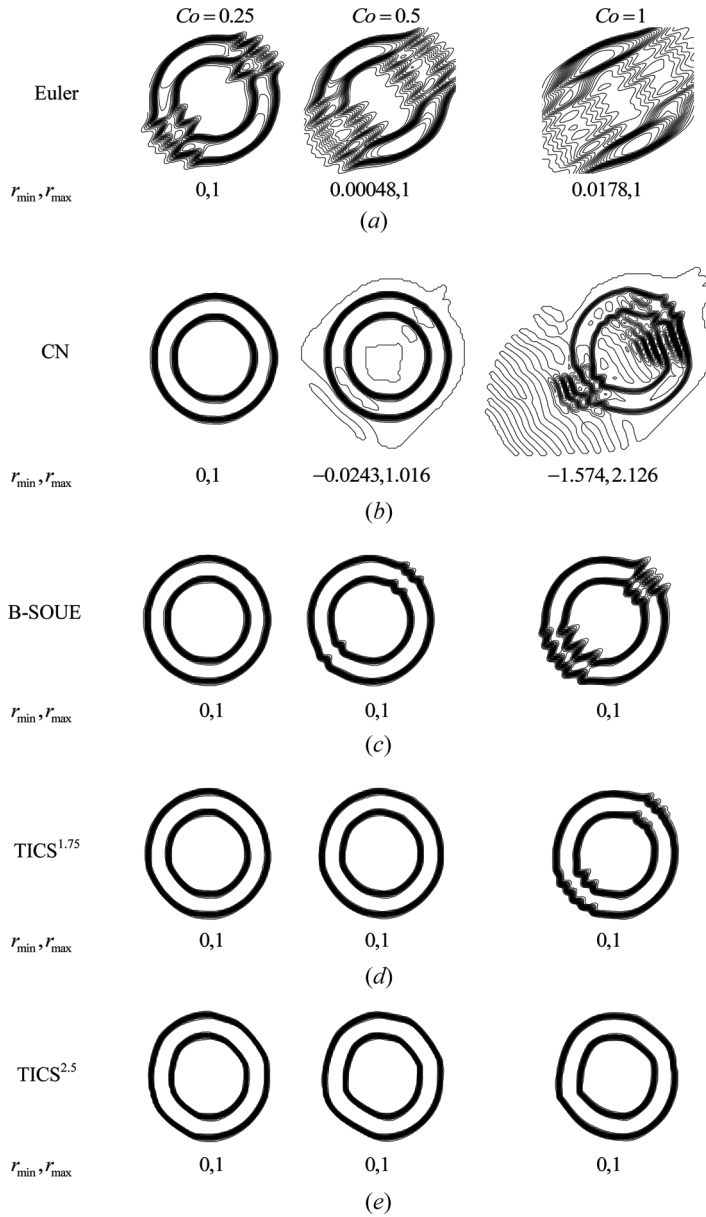 Co = 0.25 Co = 0.5 Co = 1
Euler
r_min, r_max 0,1 0.00048,1 0.0178,1
(a)
CN
r_min, r_max 0,1 −0.0243,1.016 −1.574,2.126
(b)
B-SOUE
r_min, r_max 0,1 0,1 0,1
(c)
TICS^1.75
r_min, r_max 0,1 0,1 0,1
(d)
TICS^2.5
r_min, r_max 0,1 0,1 0,1
(e)